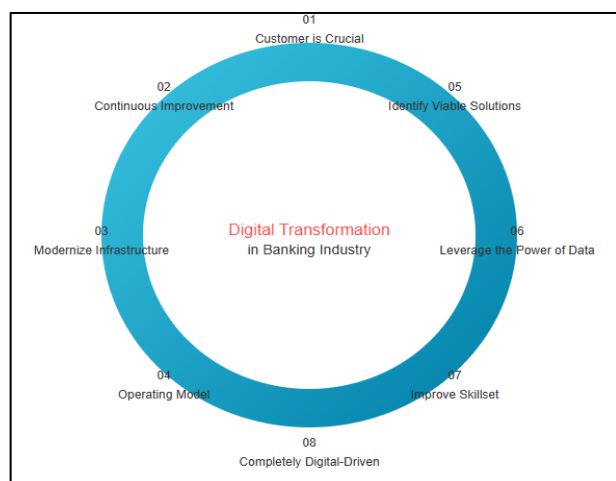 01
Customer is Crucial
02
Continuous Improvement
05
Identify Viable Solutions
03
Modernize Infrastructure
Digital Transformation
in Banking Industry
06
Leverage the Power of Data
04
Operating Model
07
Improve Skillset
08
Completely Digital-Driven